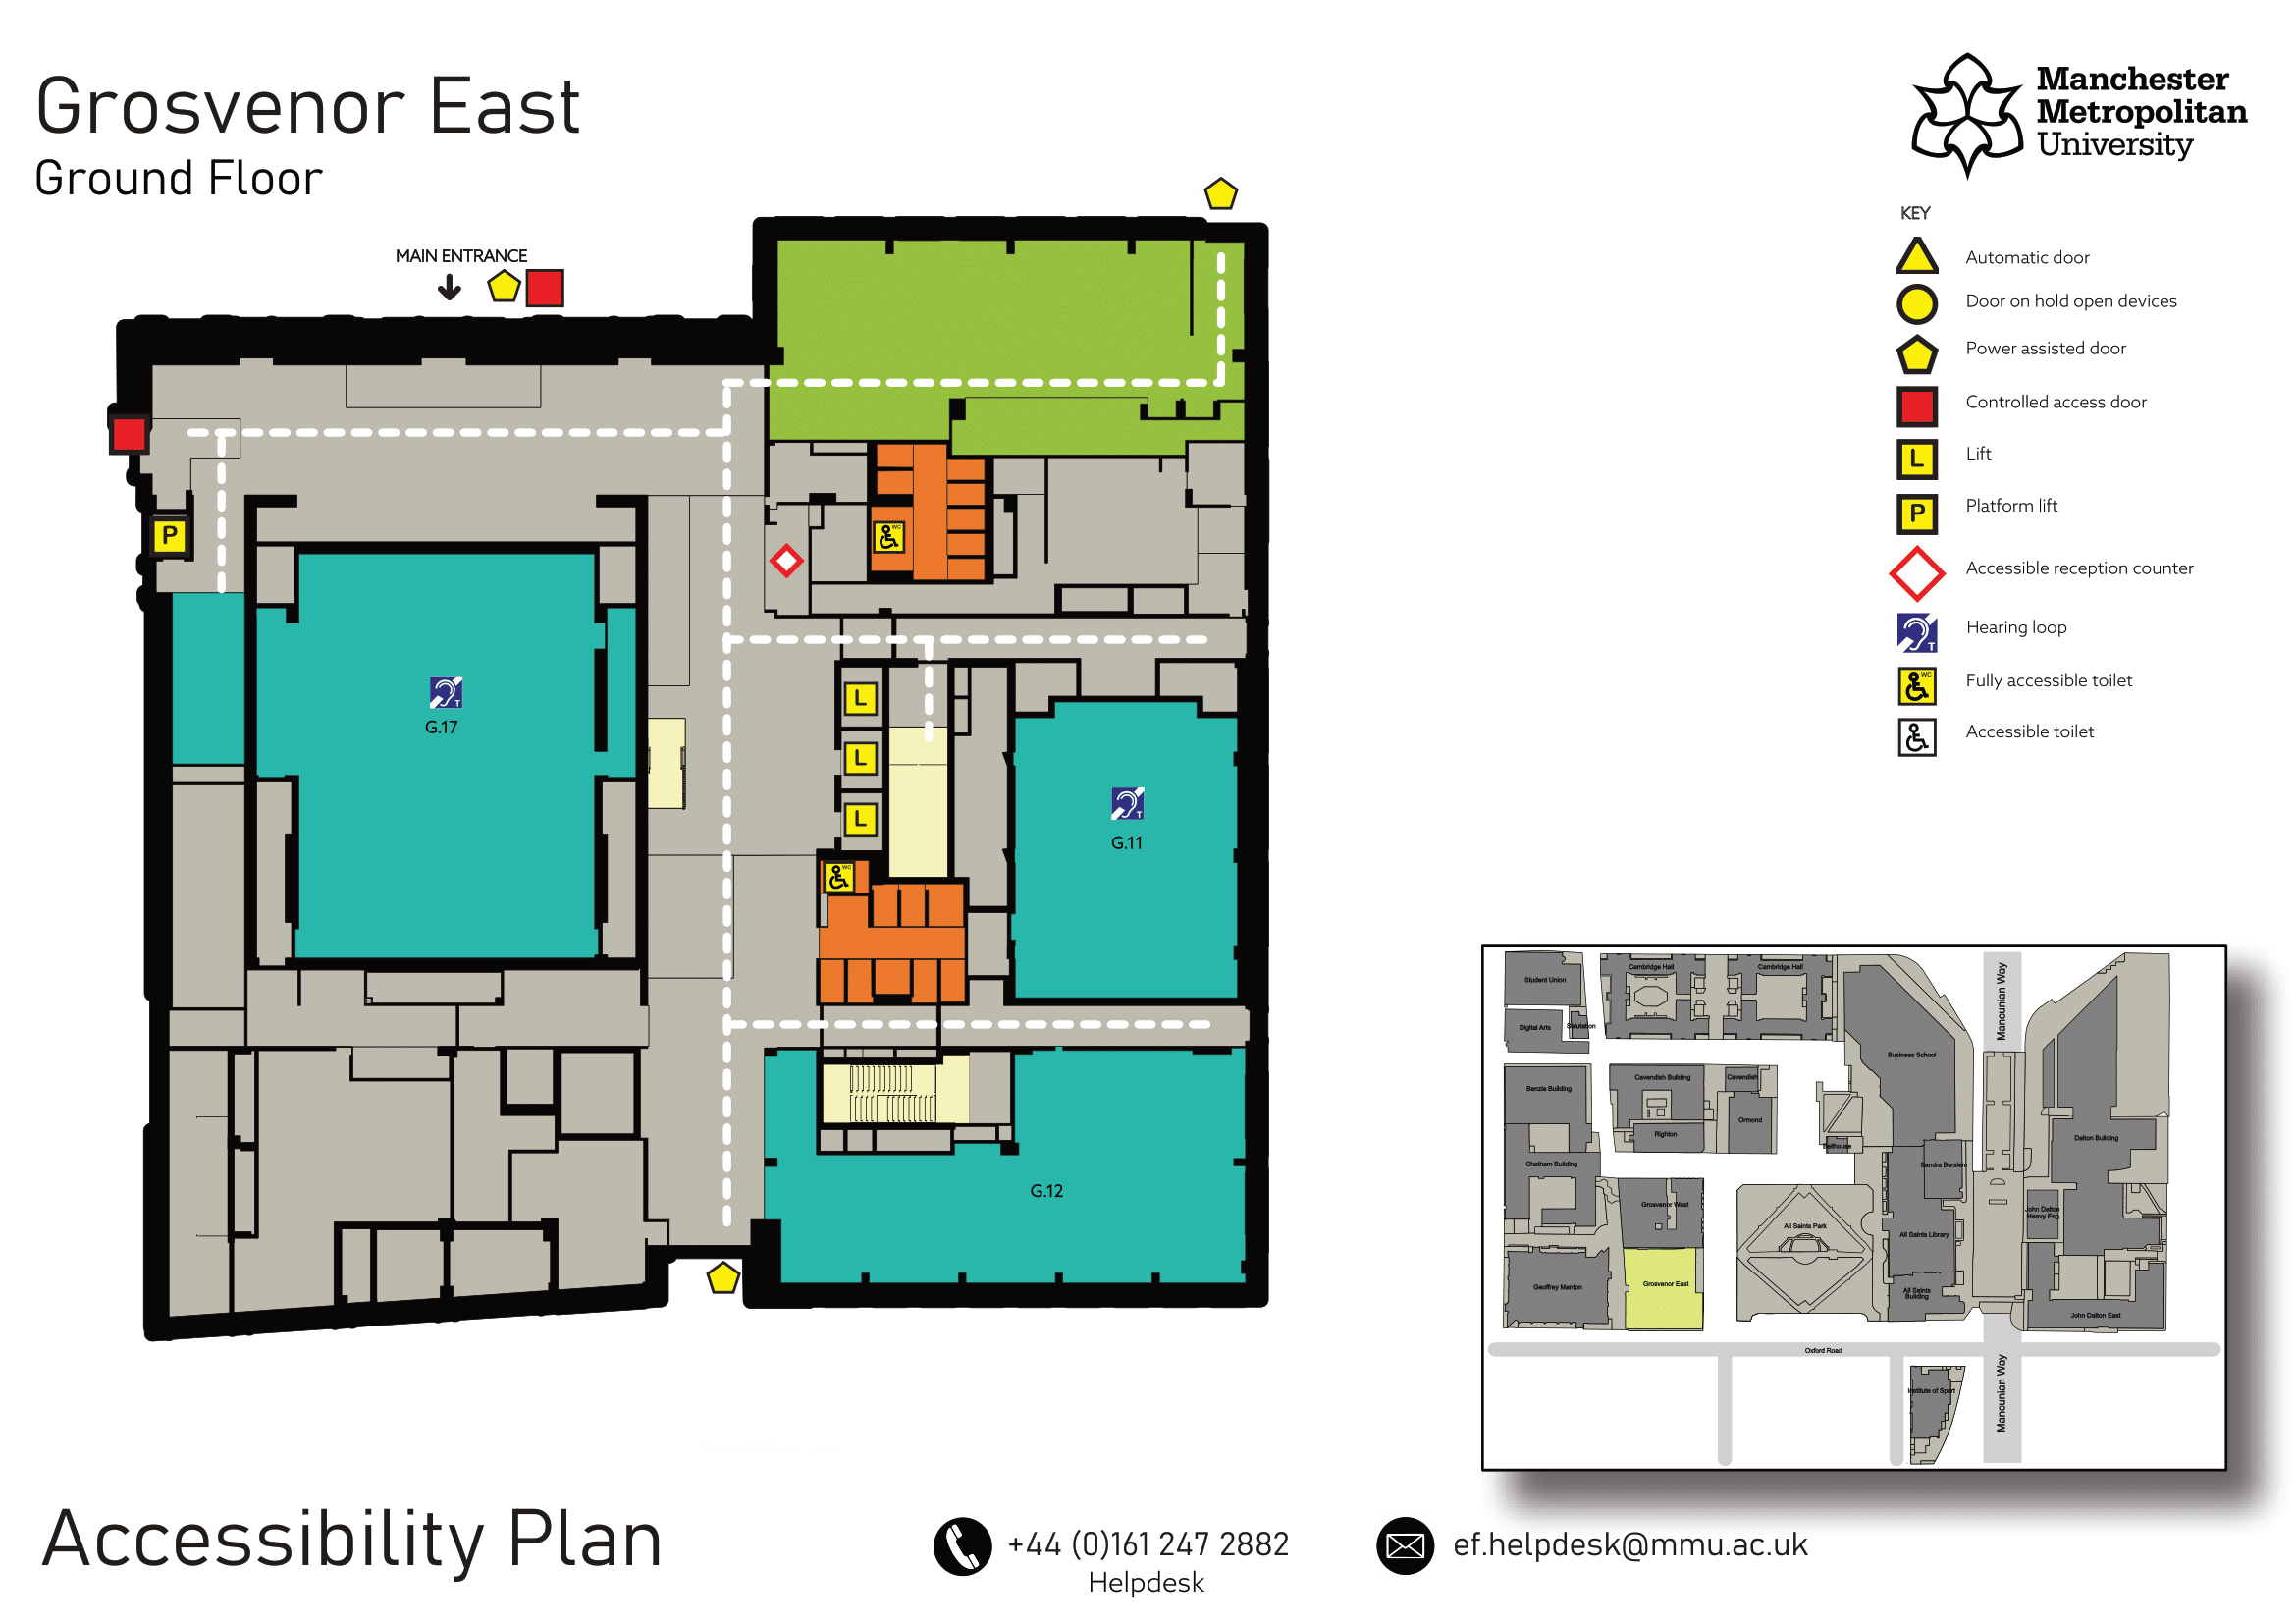 Grosvenor East
Ground Floor
Manchester
Metropolitan
University
MAIN ENTRANCE
KEY
Automatic door
Door on hold open devices
Power assisted door
Controlled access door
L
Lift
P
Platform lift
Accessible reception counter
T
Hearing loop
WC
Fully accessible toilet
Accessible toilet
P
WC
T
G.17
L
L
L
T
G.11
WC
G.12
Student Union
Cambridge Hall
Cambridge Hall
Mancunian Way
Digital Arts
Salutation
Business School
Benzie Building
Cavendish Building
Cavendish
Ormond
Righton
Bellhouse
Dalton Building
Chatham Building
Sandra Burslem
Grosvenor West
John Dalton
Heavy Eng.
All Saints Park
All Saints Library
Geoffrey Manton
Grosvenor East
All Saints
Building
John Dalton East
Oxford Road
Institute of Sport
Mancunian Way
Accessibility Plan
+44 (0)161 247 2882
Helpdesk
ef.helpdesk@mmu.ac.uk